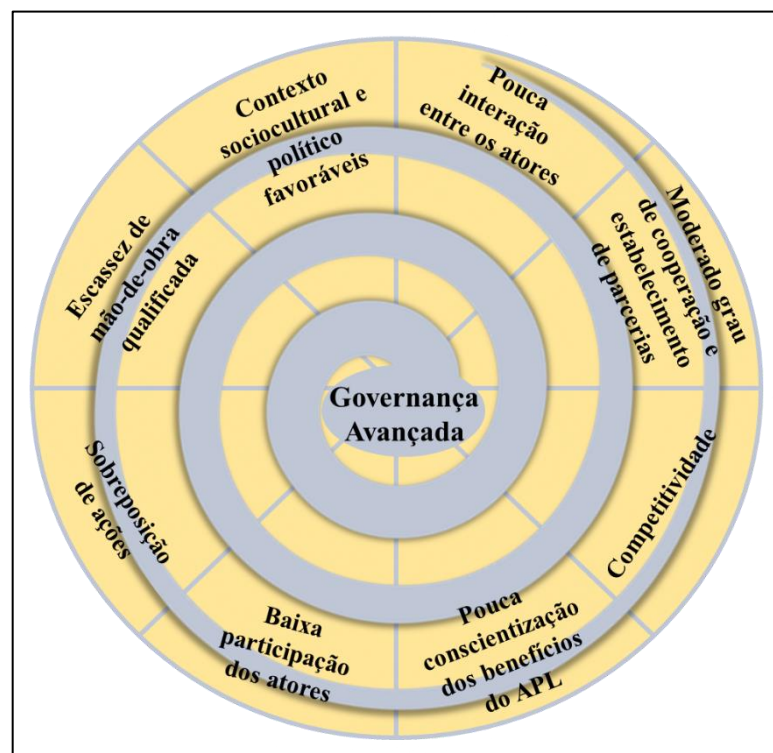 Contexto
sociocultural e
político
favoráveis
Pouca
interação
entre os atores
Moderado grau
de cooperação e
estabelecimento
de parcerias
Competitividade
Pouca
conscientização
dos benefícios
do APL
Baixa
participação
dos atores
Sobreposição
de ações
Escassez de
mão-de-obra
qualificada
Governança
Avançada